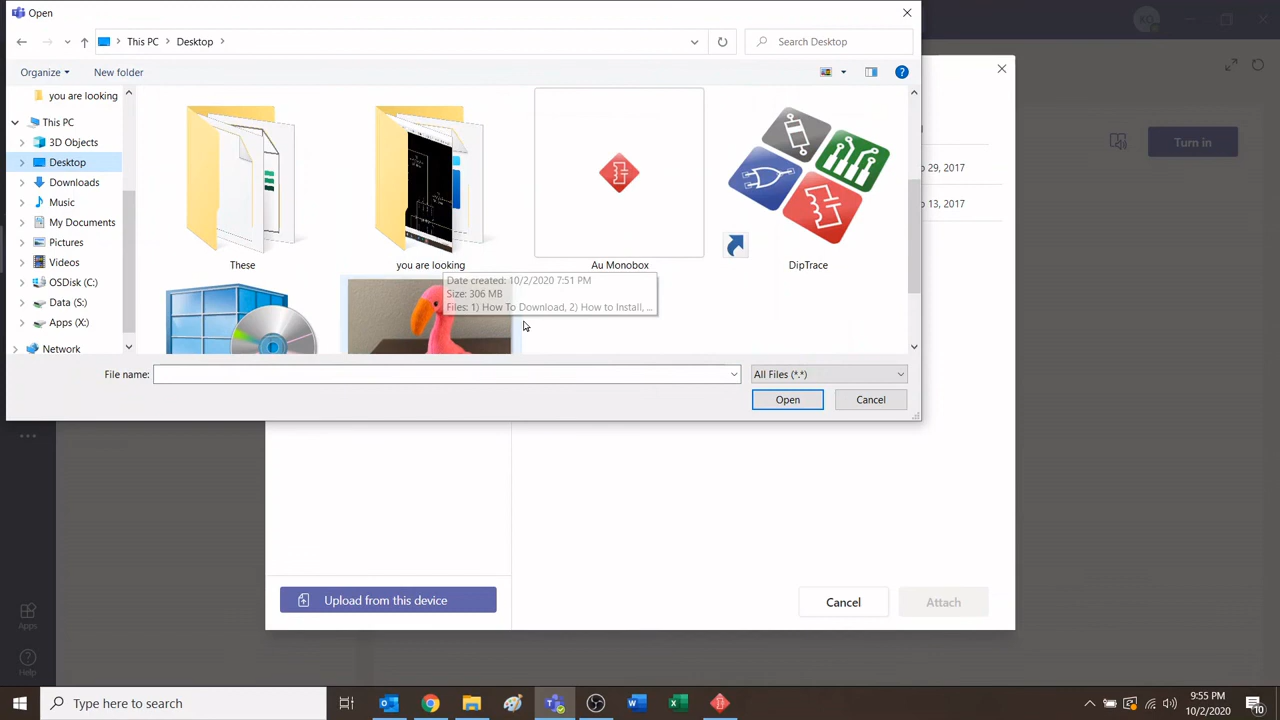 Open
This PC
Desktop
Search Desktop
Organize
New folder
you are looking
This PC
3D Objects
Desktop
Downloads
Music
My Documents
Pictures
Videos
OSDisk (C:)
Data (S:)
Apps (X:)
Network
These
you are looking
Au Monobox
DipTrace
Date created: 10/2/2020 7:51 PM
Size: 306 MB
Files: 1) How To Download, 2) How to Install, ...
File name:
All Files (*.*)
Open
Cancel
29, 2017
13, 2017
Turn in
Upload from this device
Cancel
Attach
Apps
Help
Type here to search
9:55 PM
10/2/2020
10